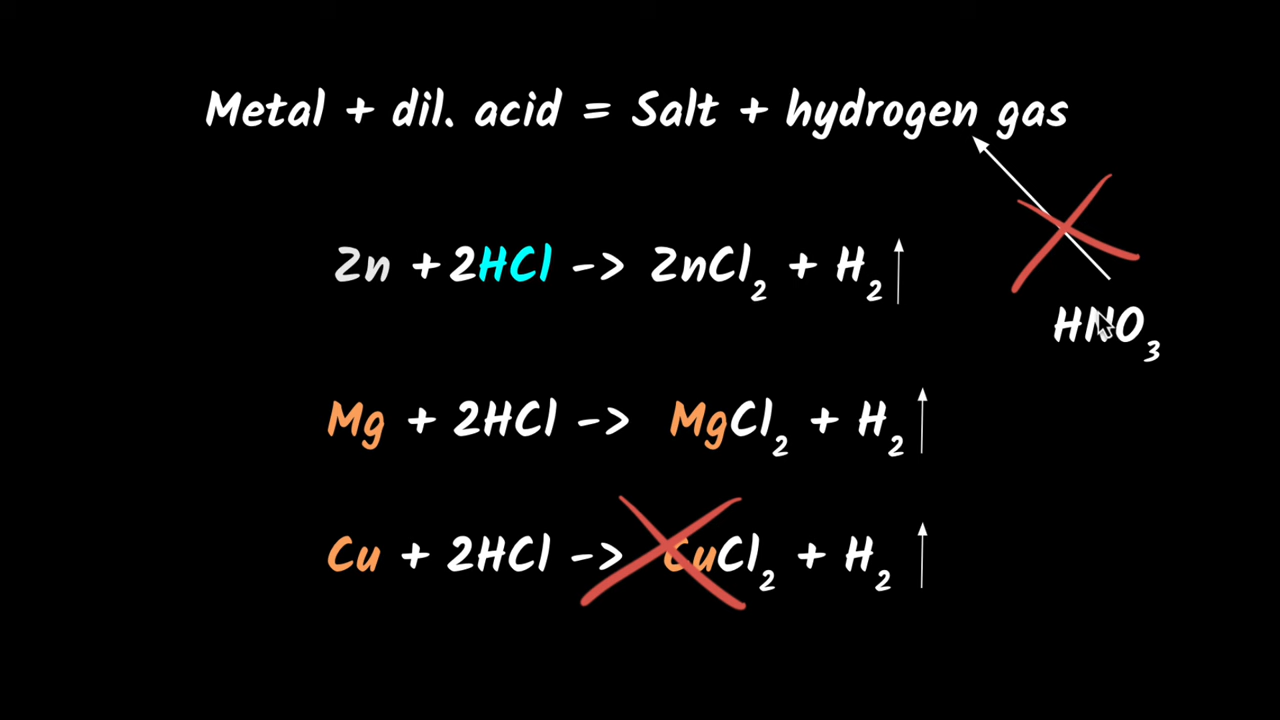 Metal + dil. acid = Salt + hydrogen gas
Zn + 2HCl -> ZnCl₂ + H₂↑
HNO₃
Mg + 2HCl -> MgCl₂ + H₂↑
Cu + 2HCl -> CuCl₂ + H₂↑